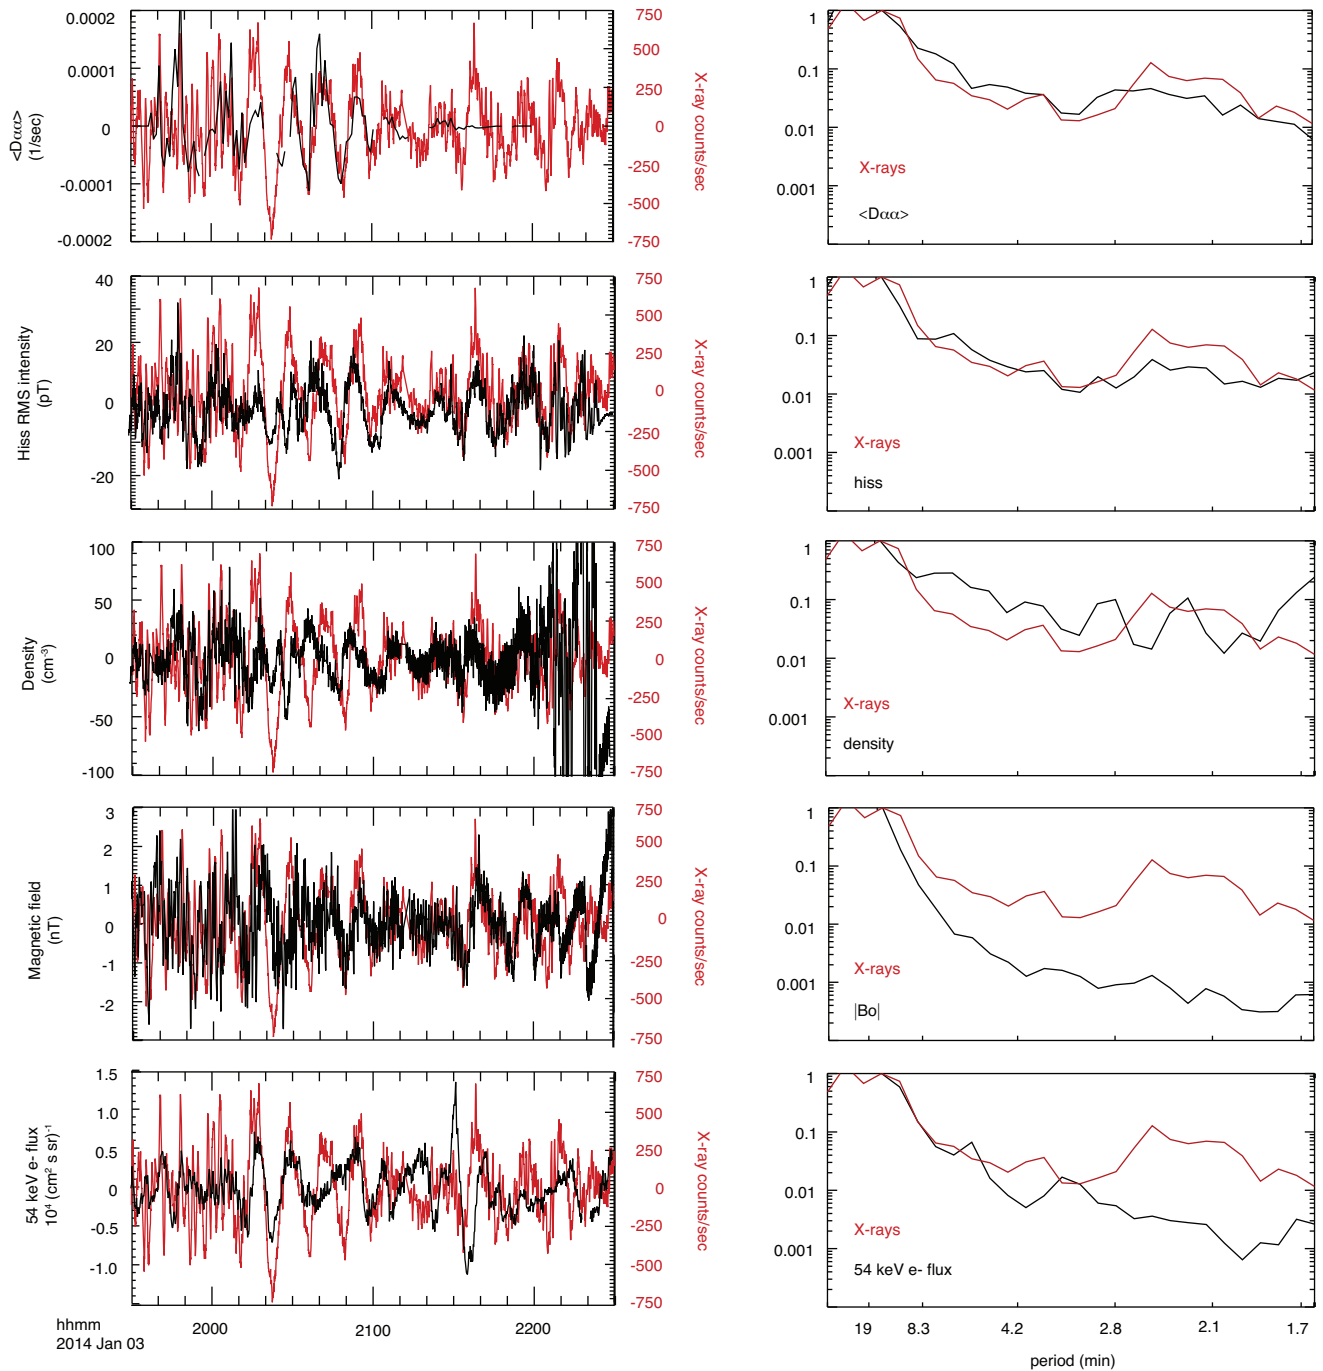 0.0002
0.0001
0
-0.0001
-0.0002
<Dαα>
(1/sec)
750
500
250
0
-250
-500
-750
X-ray counts/sec
1
0.1
0.01
0.001
X-rays
<Dαα>
40
20
0
-20
Hiss RMS intensity
(pT)
750
500
250
0
-250
-500
-750
X-ray counts/sec
1
0.1
0.01
0.001
X-rays
hiss
100
50
0
-50
-100
Density
(cm⁻³)
750
500
250
0
-250
-500
-750
X-ray counts/sec
1
0.1
0.01
0.001
X-rays
density
3
2
1
0
-1
-2
Magnetic field
(nT)
750
500
250
0
-250
-500
-750
X-ray counts/sec
1
0.1
0.01
0.001
X-rays
|Bo|
1.5
1.0
0.5
0
-0.5
-1.0
54 keV e- flux
10⁴ (cm² s sr)⁻¹
750
500
250
0
-250
-500
-750
X-ray counts/sec
1
0.1
0.01
0.001
X-rays
54 keV e- flux
hhmm 2000 2100 2200
2014 Jan 03
19 8.3 4.2 2.8 2.1 1.7
period (min)